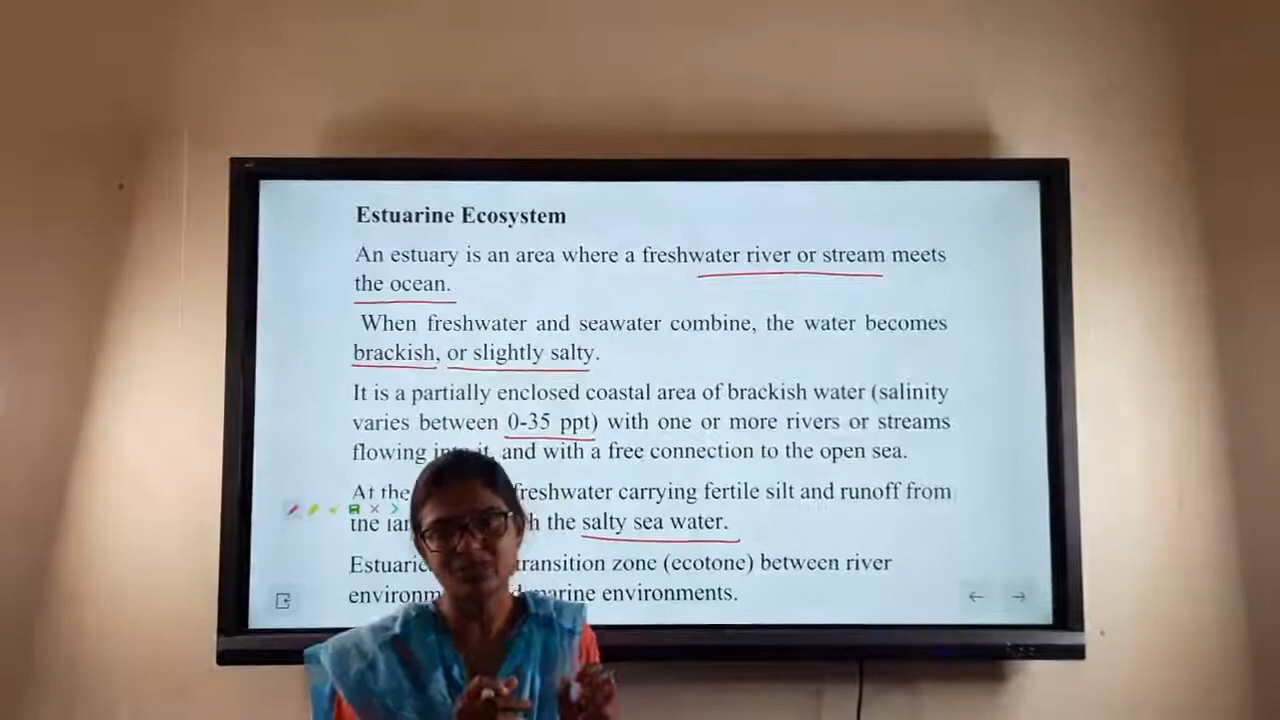 Estuarine Ecosystem
An estuary is an area where a freshwater river or stream meets
the ocean.
When freshwater and seawater combine, the water becomes
brackish, or slightly salty.
It is a partially enclosed coastal area of brackish water (salinity
varies between 0-35 ppt) with one or more rivers or streams
flowing into it, and with a free connection to the open sea.
At the freshwater carrying fertile silt and runoff from
the the salty sea water.
transition zone (ecotone) between river
marine environments.